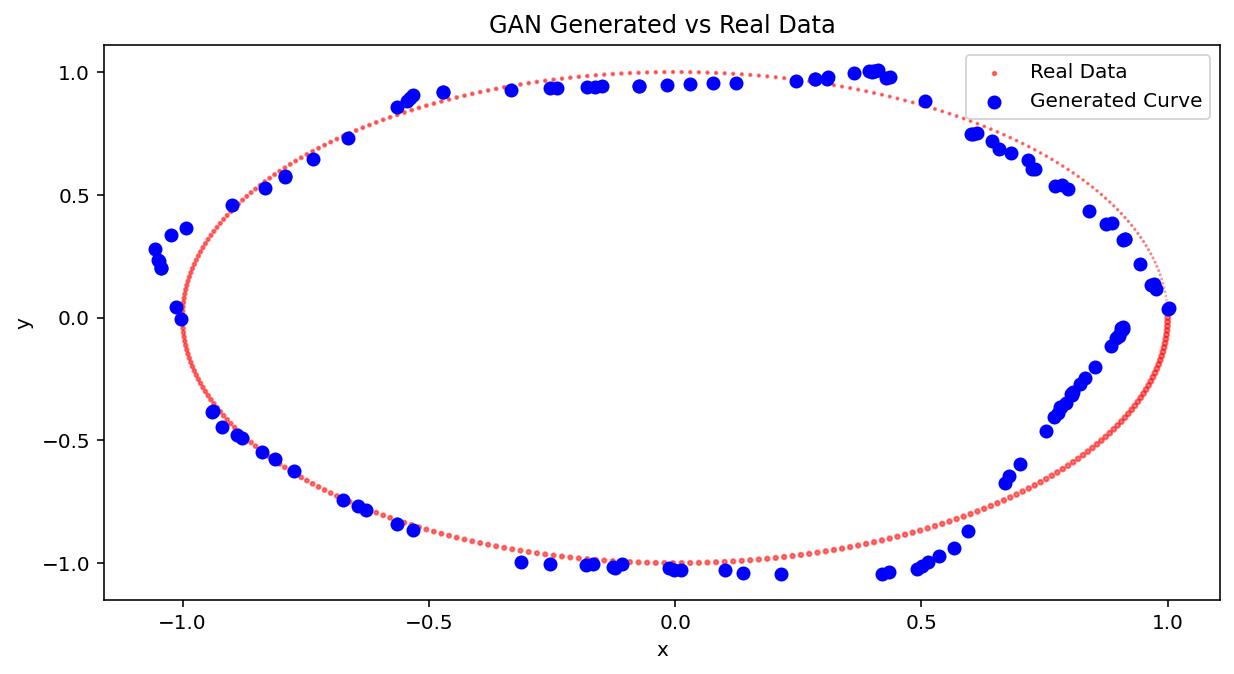 GAN Generated vs Real Data
Real Data
Generated Curve
1.0
0.5
0.0
−0.5
−1.0
y
−1.0 −0.5 0.0 0.5 1.0
x